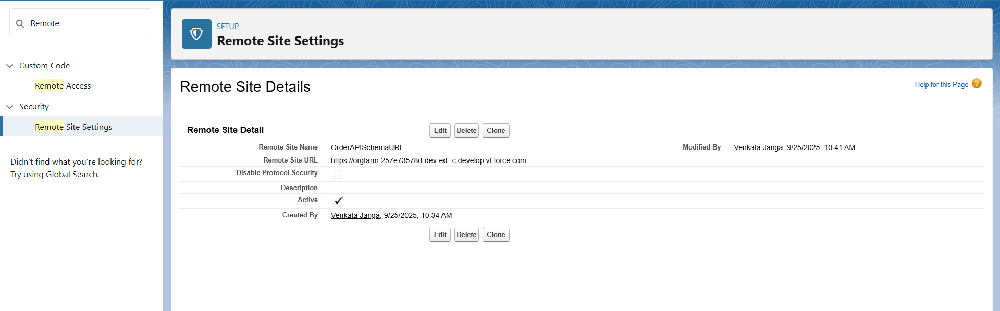 Remote
Custom Code
Remote Access
Security
Remote Site Settings
Didn't find what you're looking for?
Try using Global Search.
SETUP
Remote Site Settings
Remote Site Details
Help for this Page ?
Remote Site Detail
Edit Delete Clone
Remote Site Name OrderAPISchemaURL Modified By Venkata Janga, 9/25/2025, 10:41 AM
Remote Site URL https://orgfarm-257e73578d-dev-ed--c.develop.vf.force.com
Disable Protocol Security
Description
Active
Created By Venkata Janga, 9/25/2025, 10:34 AM
Edit Delete Clone